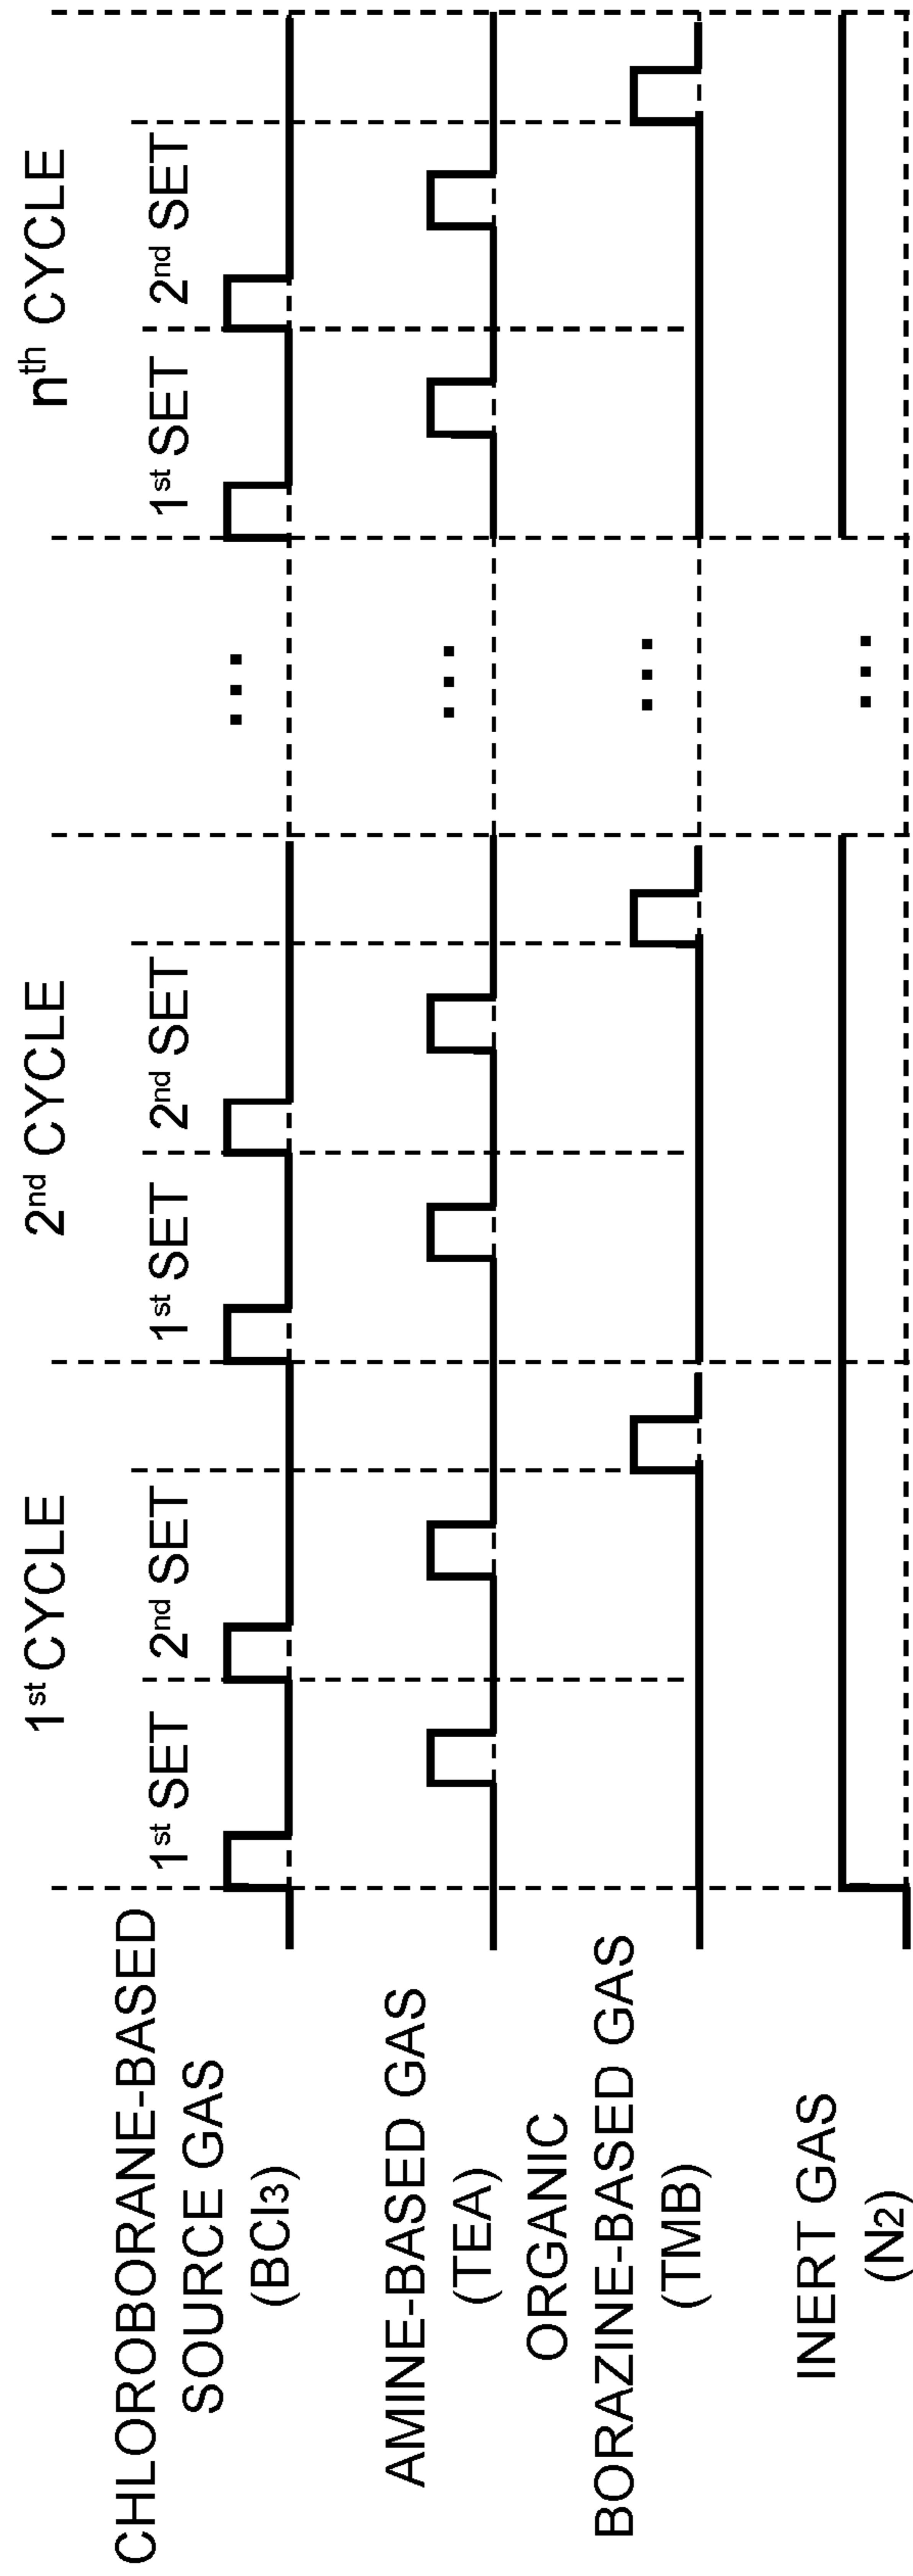 1st CYCLE
2nd CYCLE
nth CYCLE
1st SET
2nd SET
1st SET
2nd SET
1st SET
2nd SET
CHLOROBORANE-BASED
SOURCE GAS
(BCl3)
AMINE-BASED GAS
(TEA)
ORGANIC
BORAZINE-BASED GAS
(TMB)
INERT GAS
(N2)